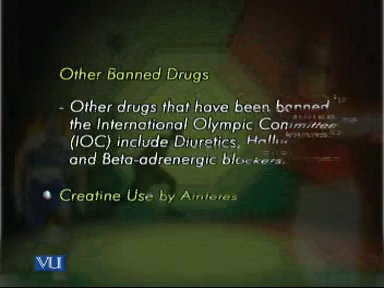 Other Banned Drugs
- Other drugs that have been banned
the International Olympic Committee
(IOC) include Diuretics,
and Beta-adrenergic blockers.
Creatine Use by
VU